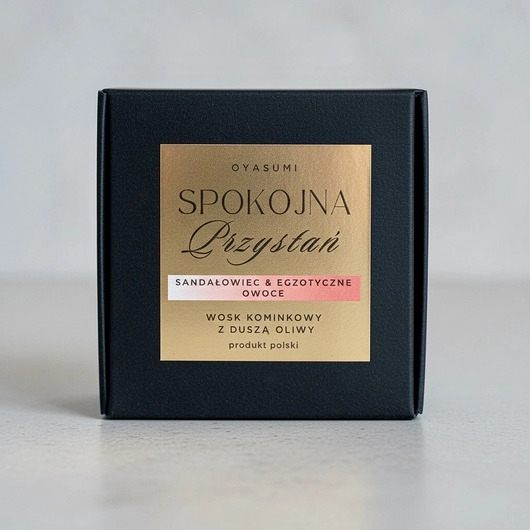 OYASUMI
SPOKOJNA
Przystań
SANDAŁOWIEC & EGZOTYCZNE
OWOCE
WOSK KOMINKOWY
Z DUSZĄ OLIWY
produkt polski